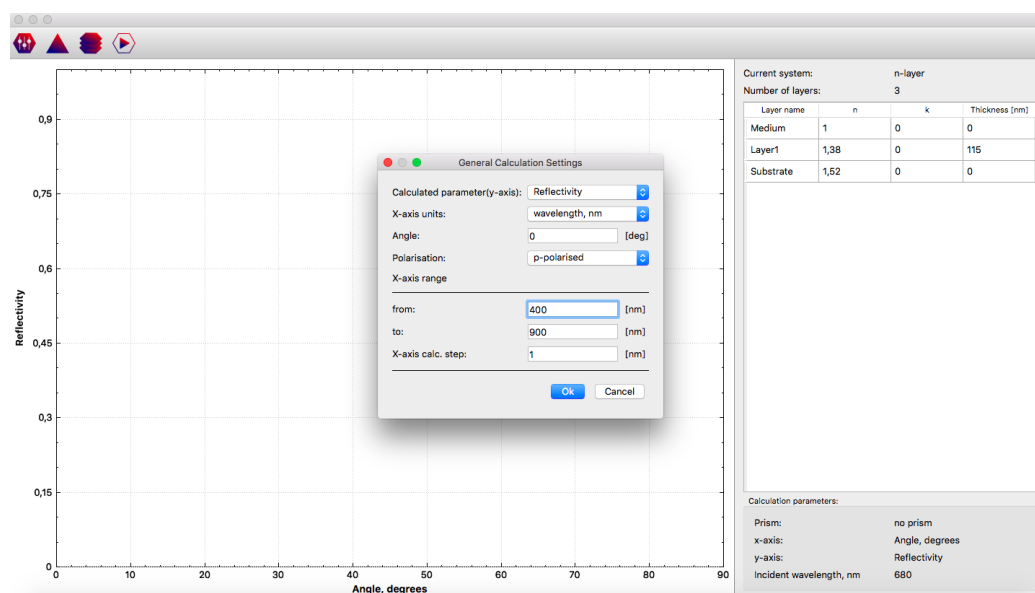 Current system: n-layer
Number of layers: 3
Layer name n k Thickness [nm]
Medium 1 0 0
Layer1 1,38 0 115
Substrate 1,52 0 0
0,9
0,75
0,6
0,45
0,3
0,15
0
Reflectivity
0 10 20 30 40 50 60 70 80 90
Angle, degrees
General Calculation Settings
Calculated parameter(y-axis): Reflectivity
X-axis units: wavelength, nm
Angle: 0 [deg]
Polarisation: p-polarised
X-axis range
from: 400 [nm]
to: 900 [nm]
X-axis calc. step: 1 [nm]
Ok Cancel
Calculation parameters:
Prism: no prism
x-axis: Angle, degrees
y-axis: Reflectivity
Incident wavelength, nm 680